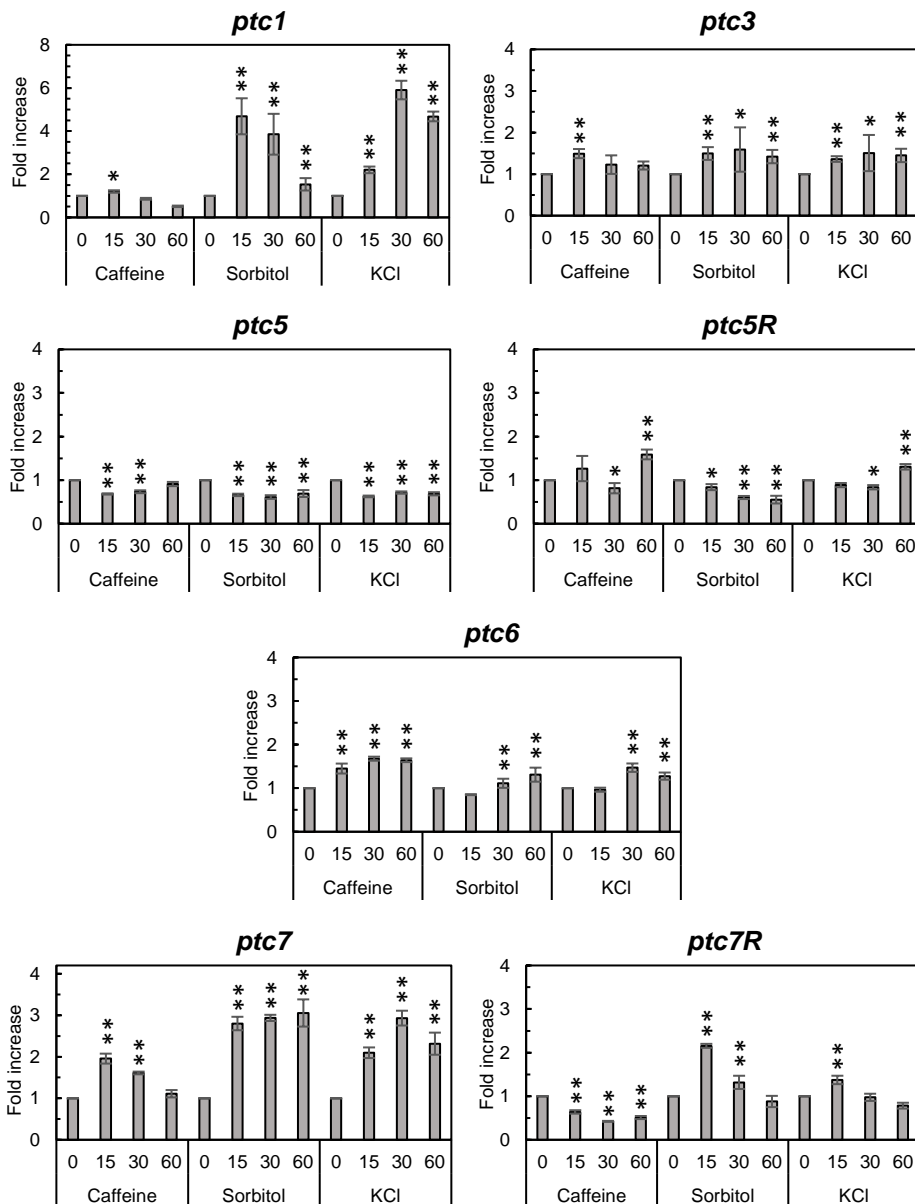 ptc1
Fold increase
8
6
4
2
0
* ** ** ** ** ** **
0 15 30 60 0 15 30 60 0 15 30 60
Caffeine Sorbitol KCl
ptc3
Fold increase
4
3
2
1
0
** ** * ** ** * **
0 15 30 60 0 15 30 60 0 15 30 60
Caffeine Sorbitol KCl
ptc5
Fold increase
4
3
2
1
0
** ** ** ** ** ** ** **
0 15 30 60 0 15 30 60 0 15 30 60
Caffeine Sorbitol KCl
ptc5R
Fold increase
4
3
2
1
0
* ** * ** ** * **
0 15 30 60 0 15 30 60 0 15 30 60
Caffeine Sorbitol KCl
ptc6
Fold increase
4
3
2
1
0
** ** ** ** ** ** **
0 15 30 60 0 15 30 60 0 15 30 60
Caffeine Sorbitol KCl
ptc7
Fold increase
4
3
2
1
0
** ** ** ** ** ** ** **
0 15 30 60 0 15 30 60 0 15 30 60
Caffeine Sorbitol KCl
ptc7R
Fold increase
4
3
2
1
0
** ** ** ** ** **
0 15 30 60 0 15 30 60 0 15 30 60
Caffeine Sorbitol KCl